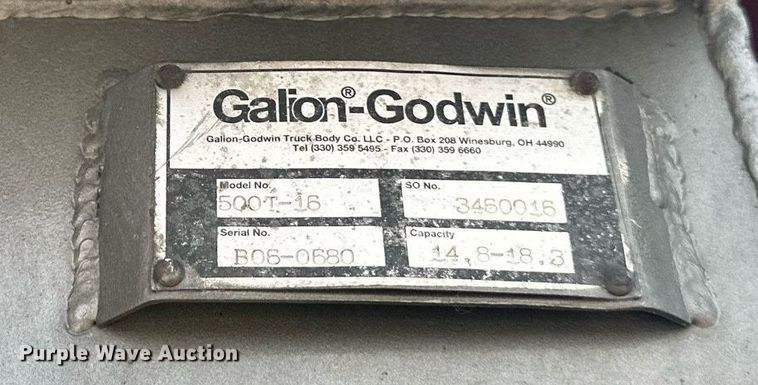 Galion®-Godwin®
Galion-Godwin Truck Body Co. LLC - P.O. Box 208 Winesburg, OH 44990
Tel (330) 359 5495 - Fax (330) 359 6660
Model No. SO No.
500T-16 3460016
Serial No. Capacity
B06-0680 14.8-18.3
Purple Wave Auction